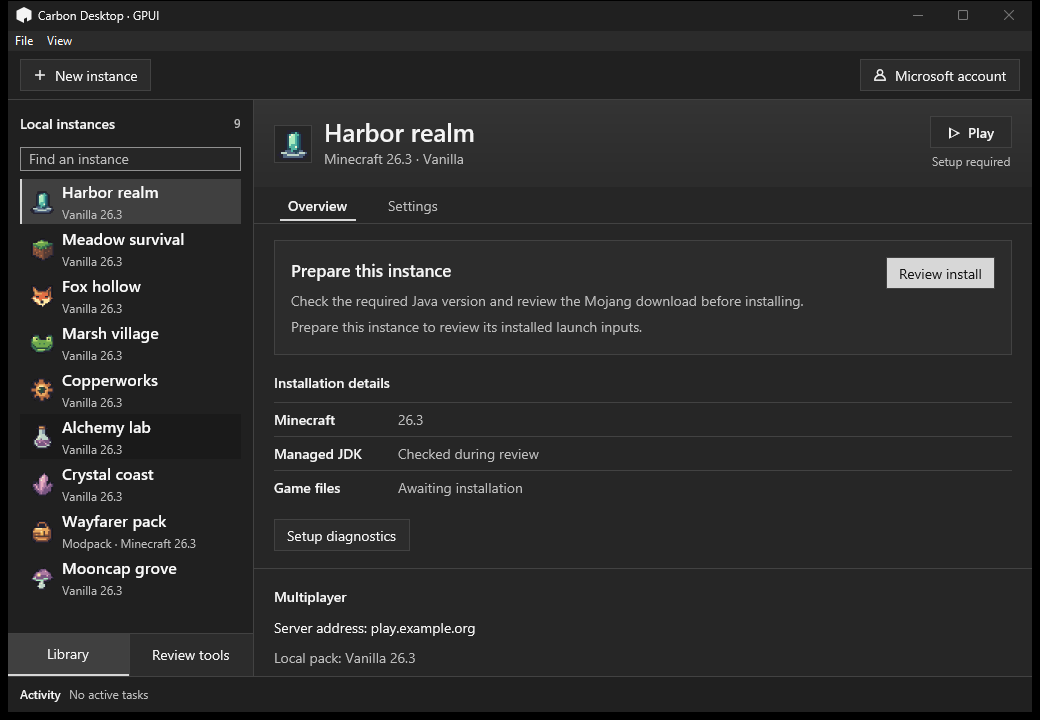 Carbon Desktop · GPUI
File View
New instance
Microsoft account
Local instances 9
Find an instance
Harbor realm
Vanilla 26.3
Meadow survival
Vanilla 26.3
Fox hollow
Vanilla 26.3
Marsh village
Vanilla 26.3
Copperworks
Vanilla 26.3
Alchemy lab
Vanilla 26.3
Crystal coast
Vanilla 26.3
Wayfarer pack
Modpack · Minecraft 26.3
Mooncap grove
Vanilla 26.3
Library Review tools
Harbor realm
Minecraft 26.3 · Vanilla
Play
Setup required
Overview Settings
Prepare this instance
Review install
Check the required Java version and review the Mojang download before installing.
Prepare this instance to review its installed launch inputs.
Installation details
Minecraft 26.3
Managed JDK Checked during review
Game files Awaiting installation
Setup diagnostics
Multiplayer
Server address: play.example.org
Local pack: Vanilla 26.3
Activity No active tasks